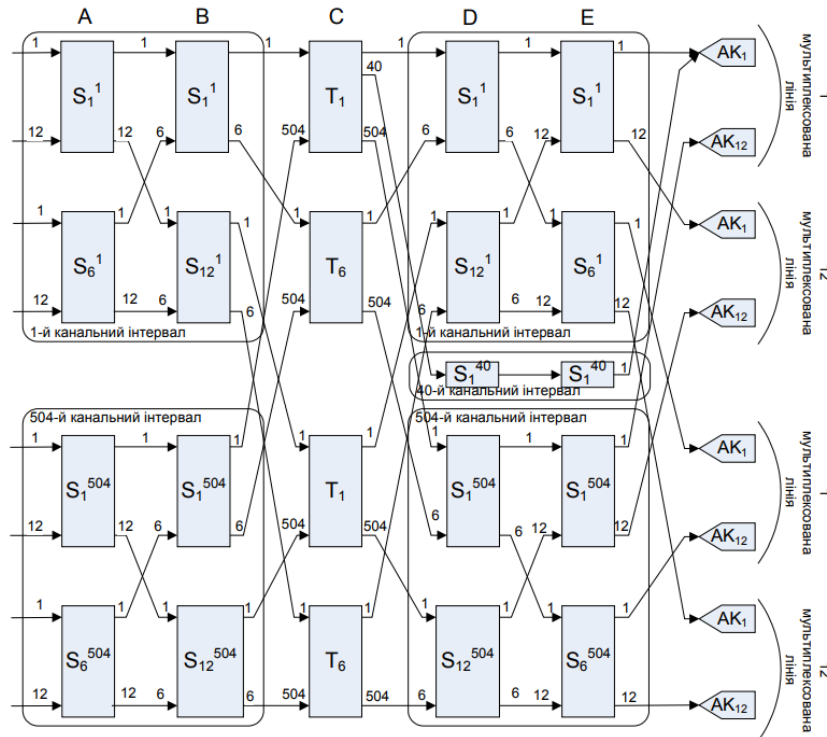 A B C D E
1 1 1 1 1 1
40
S₁¹ S₁¹ T₁ S₁¹ S₁¹ AK₁
12 12 6 6 504 504 6 6 12 12
AK₁₂
мультиплексована
лінія
1
1 1 1 1 1 1 1
S₆¹ S₁₂¹ T₆ S₁₂¹ S₆¹ AK₁
12 12 6 6 504 504 6 6 12 12
AK₁₂
мультиплексована
лінія
12
1-й канальний інтервал
1-й канальний інтервал
S₁⁴⁰ S₁⁴⁰ 1
40-й канальний інтервал
504-й канальний інтервал
504-й канальний інтервал
1 1 1 1 1 1 1
S₁⁵⁰⁴ S₁⁵⁰⁴ T₁ S₁⁵⁰⁴ S₁⁵⁰⁴ AK₁
12 12 6 6 504 504 6 6 12 12
AK₁₂
мультиплексована
лінія
1
1 1 1 1 1 1 1
S₆⁵⁰⁴ S₁₂⁵⁰⁴ T₆ S₁₂⁵⁰⁴ S₆⁵⁰⁴ AK₁
12 12 6 6 504 504 6 6 12 12
AK₁₂
мультиплексована
лінія
12